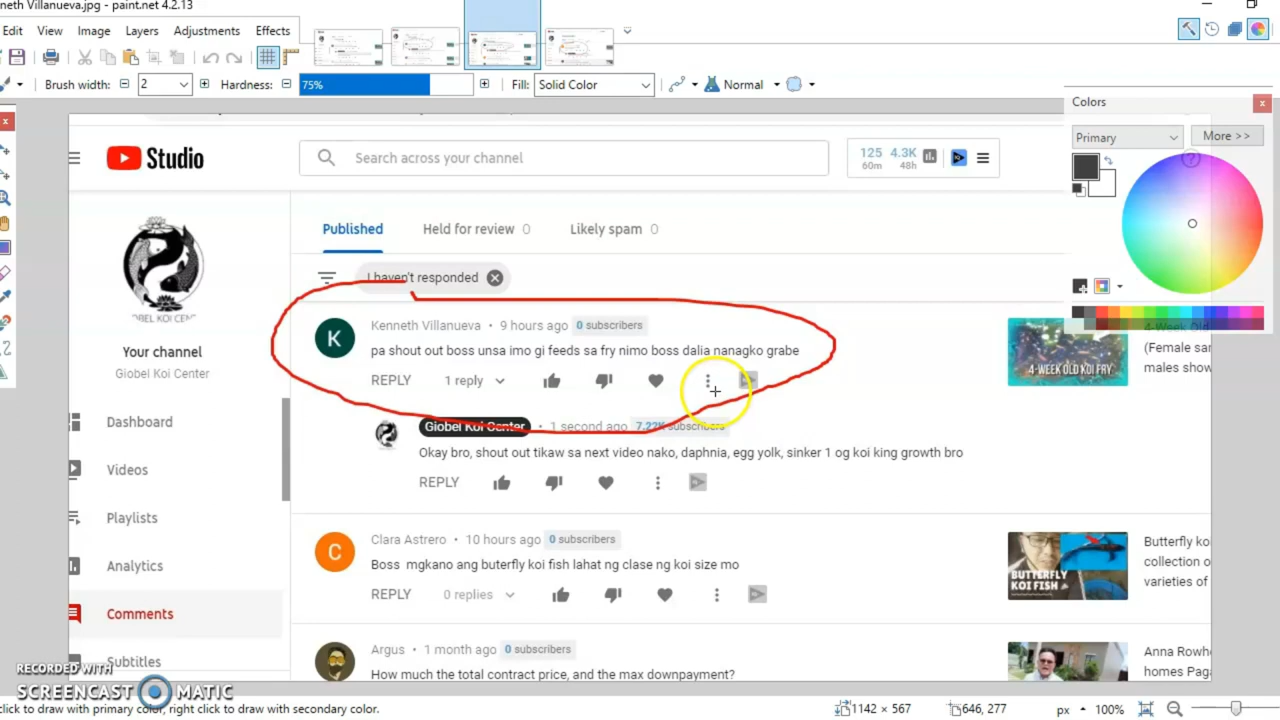 neth Villanueva.jpg - paint.net 4.2.13
Edit View Image Layers Adjustments Effects
Brush width: 2 Hardness: 75% Fill: Solid Color Normal
Colors
Primary More >>
Studio
Search across your channel
125 4.3K
60m 48h
Published Held for review 0 Likely spam 0
I haven't responded
Kenneth Villanueva • 9 hours ago 0 subscribers
pa shout out boss unsa imo gi feeds sa fry nimo boss dalia nanagko grabe
REPLY 1 reply
4-WEEK OLD KOI FRY
4-Week Old
(Female sar
males show
Your channel
Giobel Koi Center
Giobel Koi Center • 1 second ago 7.22K subscribers
Okay bro, shout out tikaw sa next video nako, daphnia, egg yolk, sinker 1 og koi king growth bro
REPLY
Dashboard
Videos
Playlists
Analytics
Comments
Subtitles
C
K
Clara Astrero • 10 hours ago 0 subscribers
Boss mgkano ang buterfly koi fish lahat ng clase ng koi size mo
REPLY 0 replies
BUTTERFLY
KOI FISH
Butterfly ko
collection o
varieties of
Argus • 1 month ago 0 subscribers
How much the total contract price, and the max downpayment?
Anna Rowh
homes Paga
RECORDED WITH
SCREENCAST MATIC
click to draw with primary color, right click to draw with secondary color.
1142 × 567 646, 277 px 100%